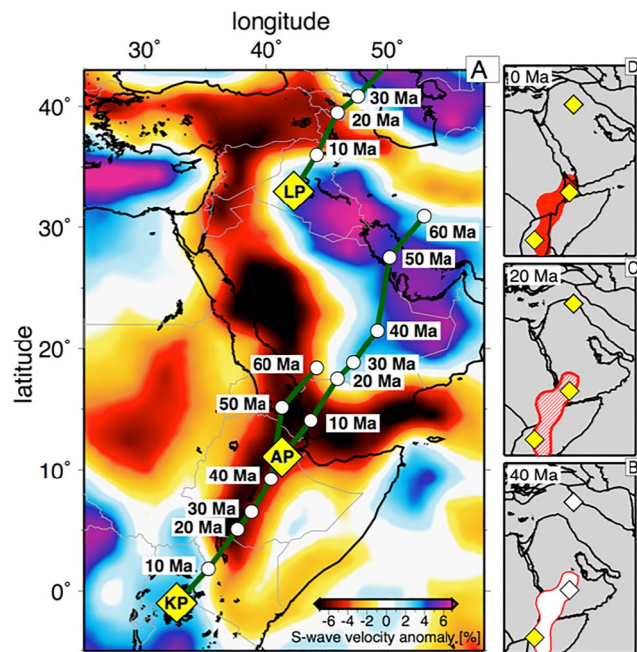 longitude
30° 40° 50°
A
40°
30 Ma
20 Ma
10 Ma
LP
30°
60 Ma
50 Ma
latitude
40 Ma
20°
60 Ma
30 Ma
20 Ma
50 Ma
10 Ma
AP
10°
40 Ma
30 Ma
20 Ma
10 Ma
0°
KP
-6 -4 -2 0 2 4 6
S-wave velocity anomaly [%]
D
0 Ma
C
20 Ma
B
40 Ma